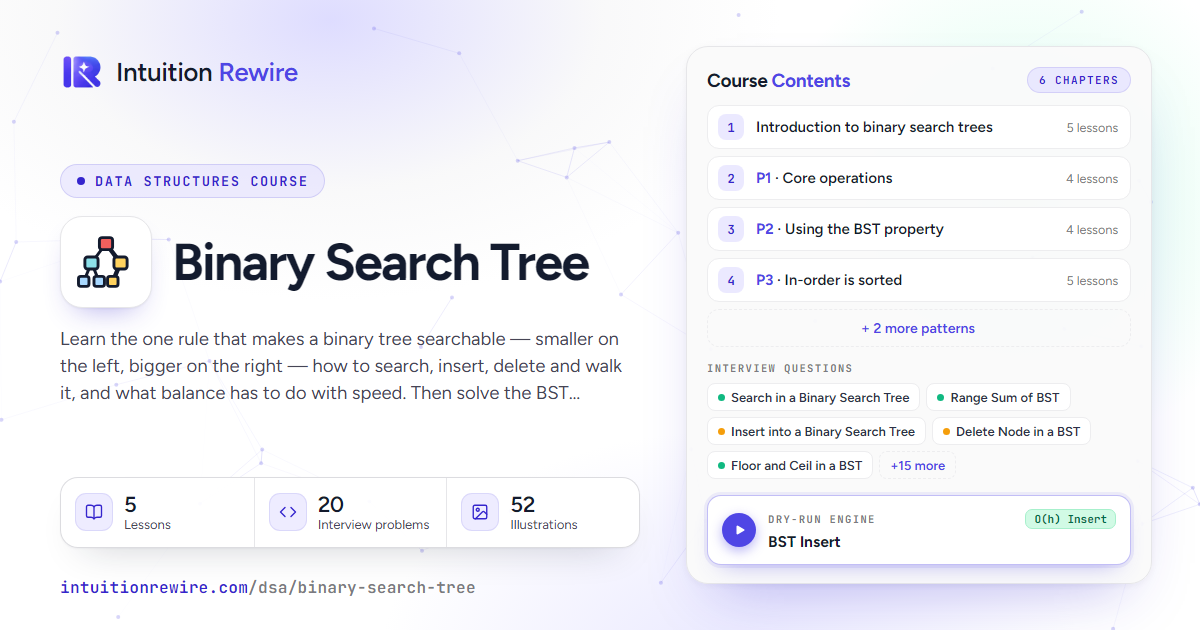 Intuition Rewire
DATA STRUCTURES COURSE
Binary Search Tree
Learn the one rule that makes a binary tree searchable — smaller on
the left, bigger on the right — how to search, insert, delete and walk
it, and what balance has to do with speed. Then solve the BST...
5
Lessons
20
Interview problems
52
Illustrations
intuitionrewire.com/dsa/binary-search-tree
Course Contents
6 CHAPTERS
1 Introduction to binary search trees 5 lessons
2 P1 · Core operations 4 lessons
3 P2 · Using the BST property 4 lessons
4 P3 · In-order is sorted 5 lessons
+ 2 more patterns
INTERVIEW QUESTIONS
Search in a Binary Search Tree Range Sum of BST
Insert into a Binary Search Tree Delete Node in a BST
Floor and Ceil in a BST +15 more
DRY-RUN ENGINE O(h) Insert
BST Insert